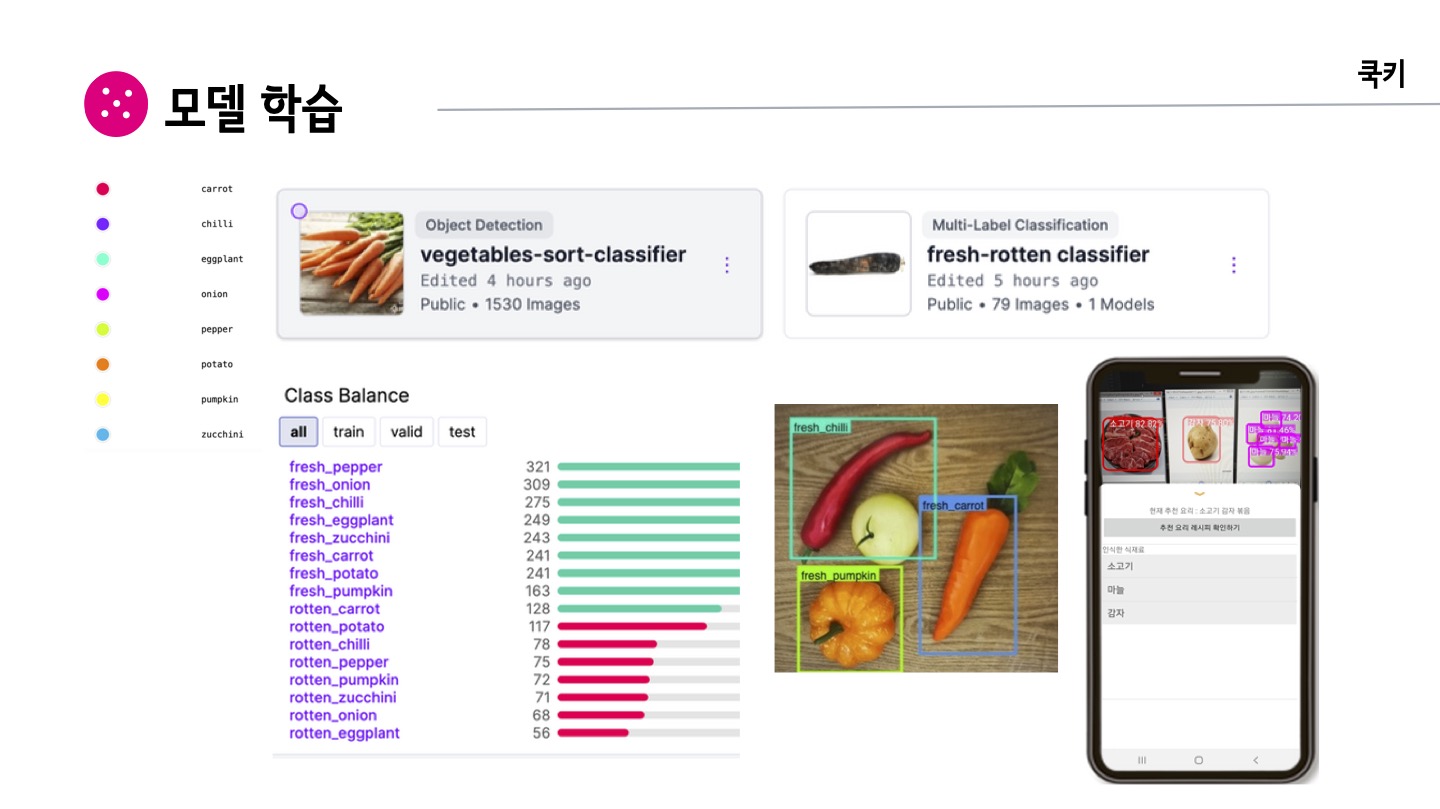 쿡키
모델 학습
carrot
chilli
eggplant
onion
pepper
potato
pumpkin
zucchini
Object Detection
vegetables-sort-classifier
Edited 4 hours ago
Public • 1530 Images
Multi-Label Classification
fresh-rotten classifier
Edited 5 hours ago
Public • 79 Images • 1 Models
Class Balance
all train valid test
fresh_pepper 321
fresh_onion 309
fresh_chilli 275
fresh_eggplant 249
fresh_zucchini 243
fresh_carrot 241
fresh_potato 241
fresh_pumpkin 163
rotten_carrot 128
rotten_potato 117
rotten_chilli 78
rotten_pepper 75
rotten_pumpkin 72
rotten_zucchini 71
rotten_onion 68
rotten_eggplant 56
fresh_chilli
fresh_carrot
fresh_pumpkin
소고기 82.82%
감자
마늘 74.2
마늘
마늘 마늘
마늘 75.94%
현재 추천 요리 : 소고기 감자 볶음
추천 요리 레시피 확인하기
인식한 식재료
소고기
마늘
감자